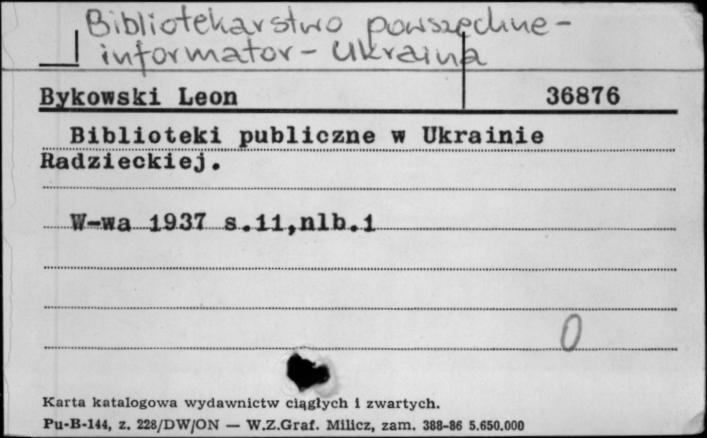 Bibliotekarstwo powszechne -
informator - Ukraina
Bykowski Leon 36876
Biblioteki publiczne w Ukrainie
Radzieckiej.
W-wa 1937 s.11,nlb.1
0
Karta katalogowa wydawnictw ciągłych i zwartych.
Pu-B-144, z. 228/DW/ON — W.Z.Graf. Milicz, zam. 388-86 5.650.000